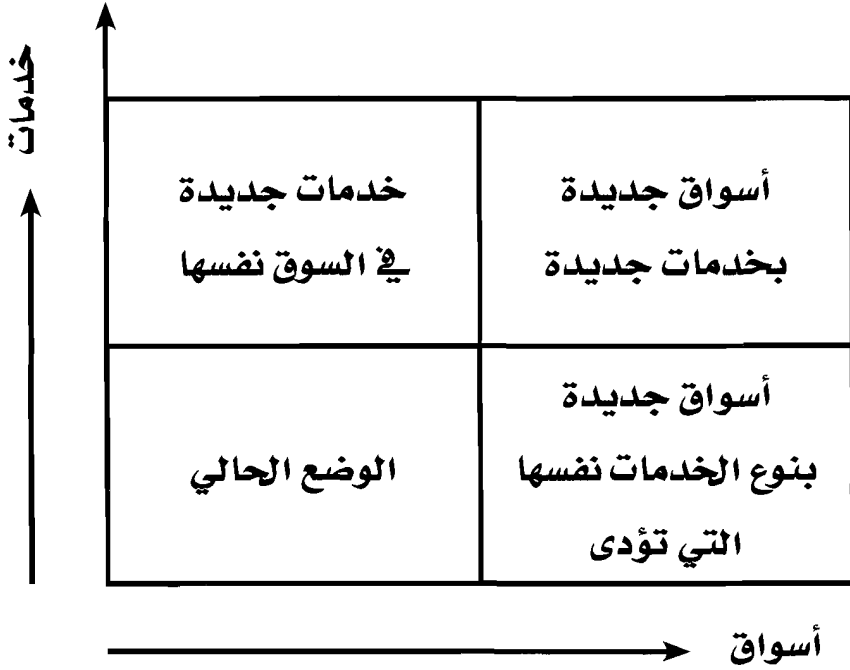 خدمات
أسواق جديدة
بخدمات جديدة
خدمات جديدة
في السوق نفسها
أسواق جديدة
بنوع الخدمات نفسها
التي تؤدى
الوضع الحالي
أسواق